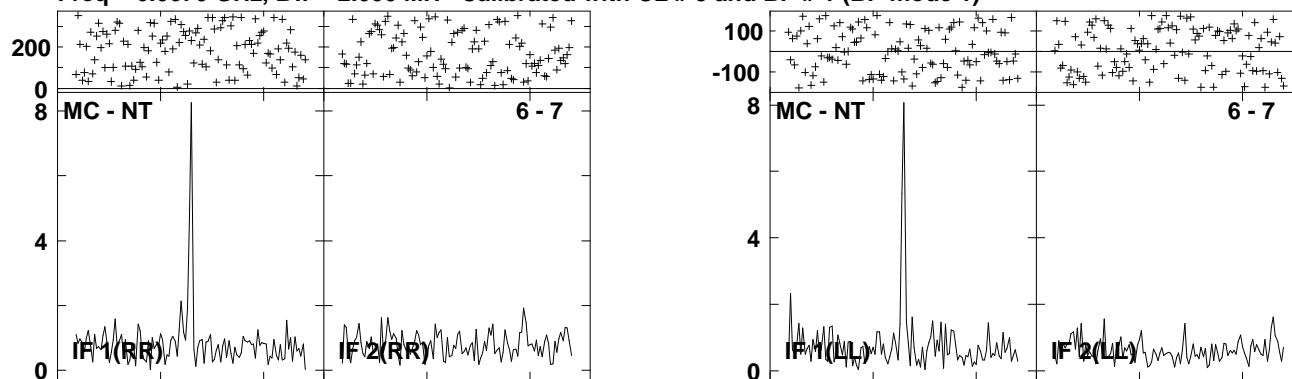 200
0
8
4
0
MC - NT
6 - 7
IF 1(RR)
IF 2(RR)
100
-100
8
4
0
MC - NT
6 - 7
IF 1(LL)
IF 2(LL)